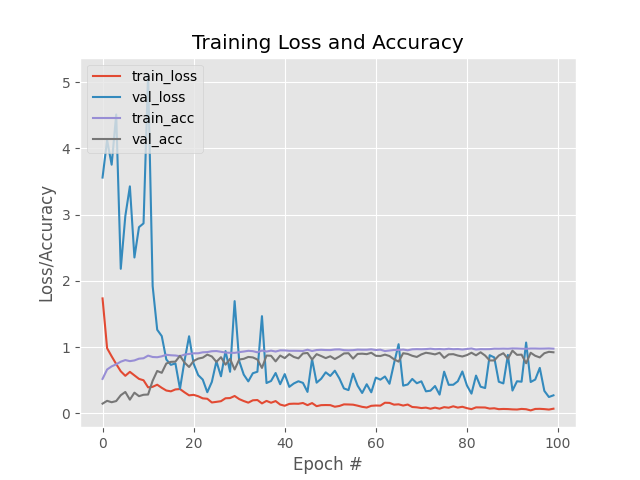 Training Loss and Accuracy
train_loss
val_loss
train_acc
val_acc
5
4
3
2
1
0
Loss/Accuracy
0 20 40 60 80 100
Epoch #